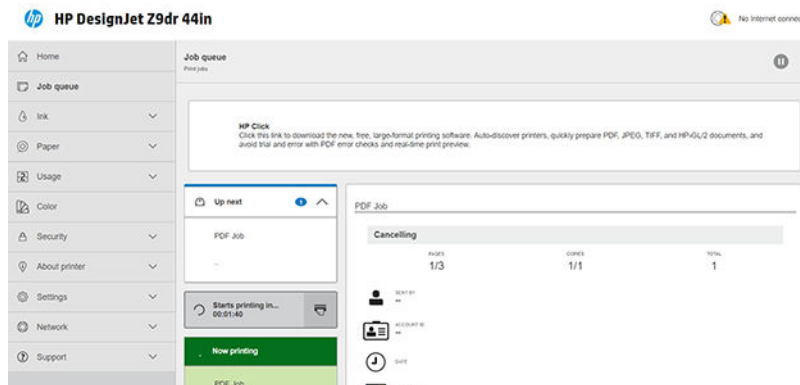 hp
HP DesignJet Z9dr 44in
No Internet connec
Home
Job queue
Ink
Paper
Usage
Color
Security
About printer
Settings
Network
Support
Job queue
Print jobs
HP Click
Click this link to download the new, free, large-format printing software. Auto-discover printers, quickly prepare PDF, JPEG, TIFF, and HP-GL/2 documents, and
avoid trial and error with PDF error checks and real-time print preview.
Up next 1
PDF Job
--
Starts printing in...
00:01:40
Now printing
PDF Job
PDF Job
Cancelling
PAGES COPIES TOTAL
1/3 1/1 1
SENT BY
--
ACCOUNT ID
--
DATE